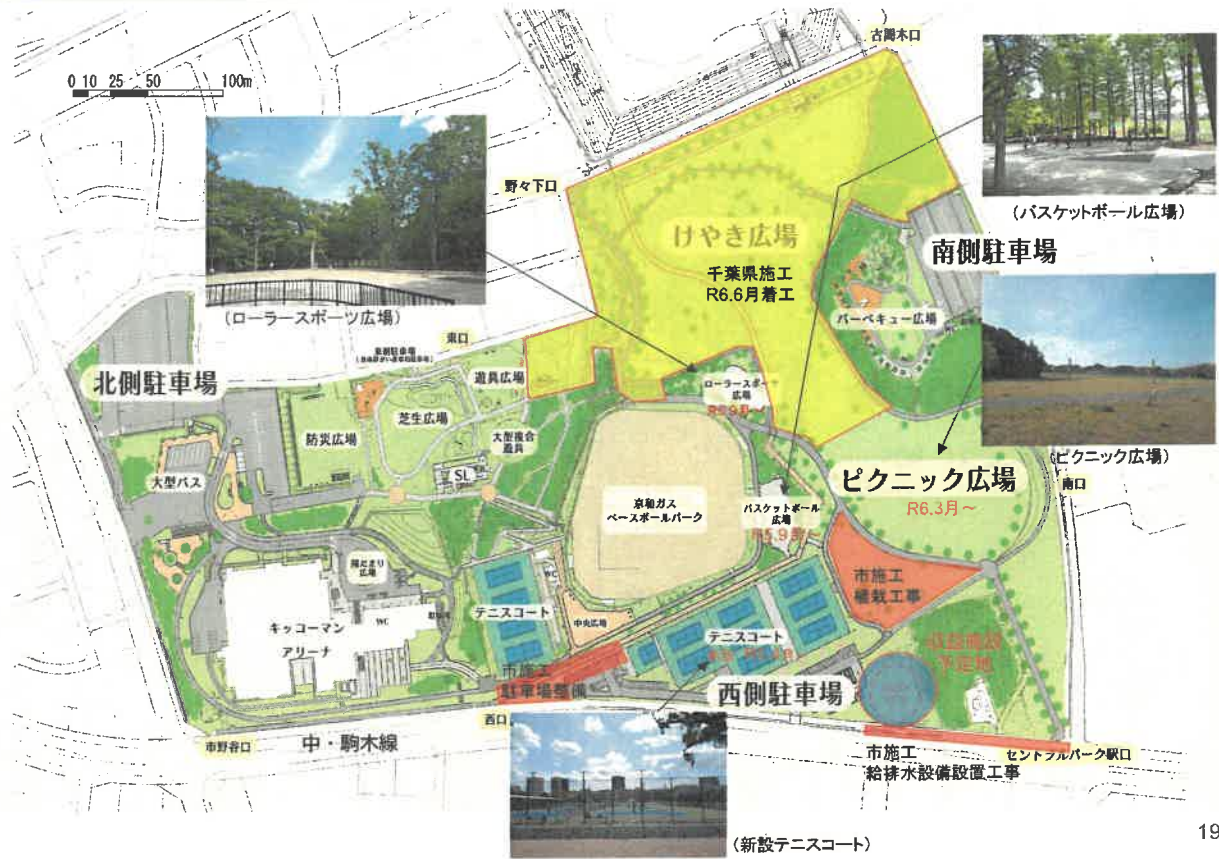 古間木口
0 10 25 50 100m
野々下口
(バスケットボール広場)
けやき広場
千葉県施工
R6.6月着工
南側駐車場
バーベキュー広場
(ローラースポーツ広場)
東口
北側駐車場
遊具広場
芝生広場
防災広場
大型複合
遊具
SL
大型バス
ローラースポーツ
広場
(ピクニック広場)
ピクニック広場
R6.3月~
南口
京和ガス
ベースボールパーク
バスケットボール
広場
R5.9月~
陽だまり
広場
WC
WC
キッコーマン
アリーナ
テニスコート
中央広場
テニスコート
市施工
植栽工事
市施工
駐車場整備
西側駐車場
予定地
西口
市野谷口
中・駒木線
市施工
給排水設備設置工事
セントラルパーク駅口
(新設テニスコート)
19